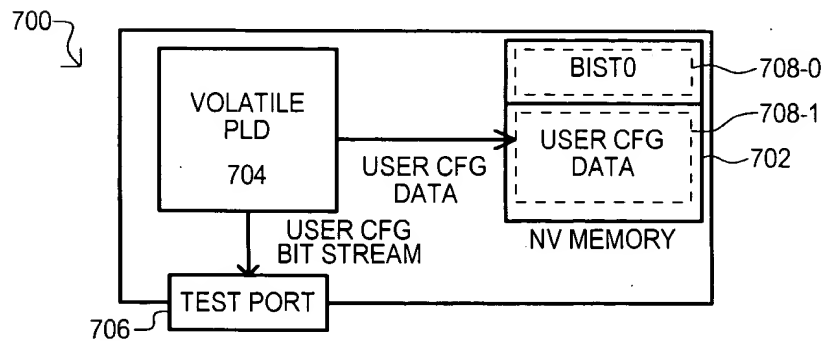 700
VOLATILE
PLD
704
BIST0
708-0
708-1
USER CFG
DATA
702
USER CFG
DATA
NV MEMORY
USER CFG
BIT STREAM
TEST PORT
706